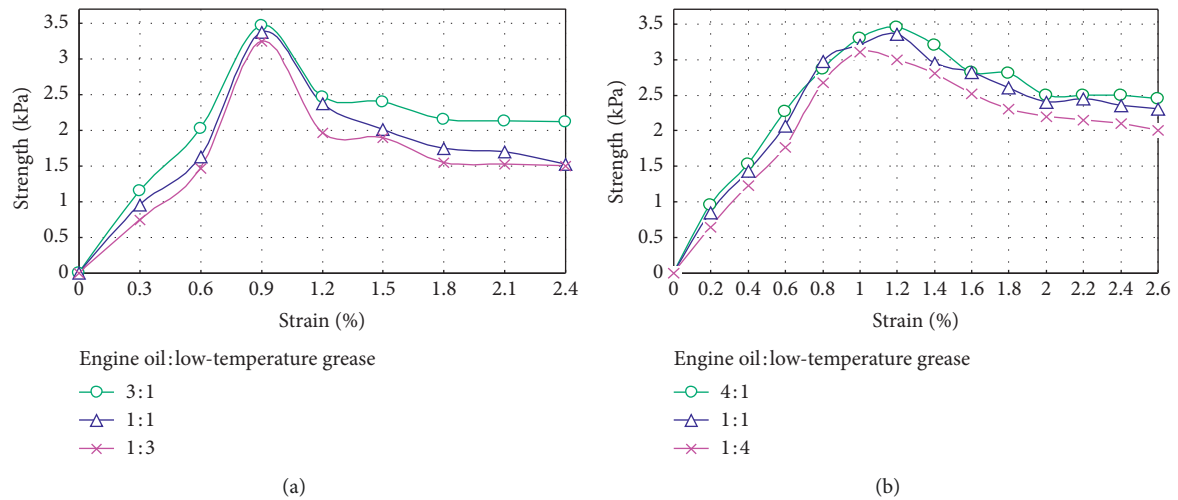 3.5
3
2.5
2
1.5
1
0.5
0
Strength (kPa)
0 0.3 0.6 0.9 1.2 1.5 1.8 2.1 2.4
Strain (%)
Engine oil:low-temperature grease
3:1
1:1
1:3
(a)
3.5
3
2.5
2
1.5
1
0.5
0
Strength (kPa)
0 0.2 0.4 0.6 0.8 1 1.2 1.4 1.6 1.8 2 2.2 2.4 2.6
Strain (%)
Engine oil:low-temperature grease
4:1
1:1
1:4
(b)